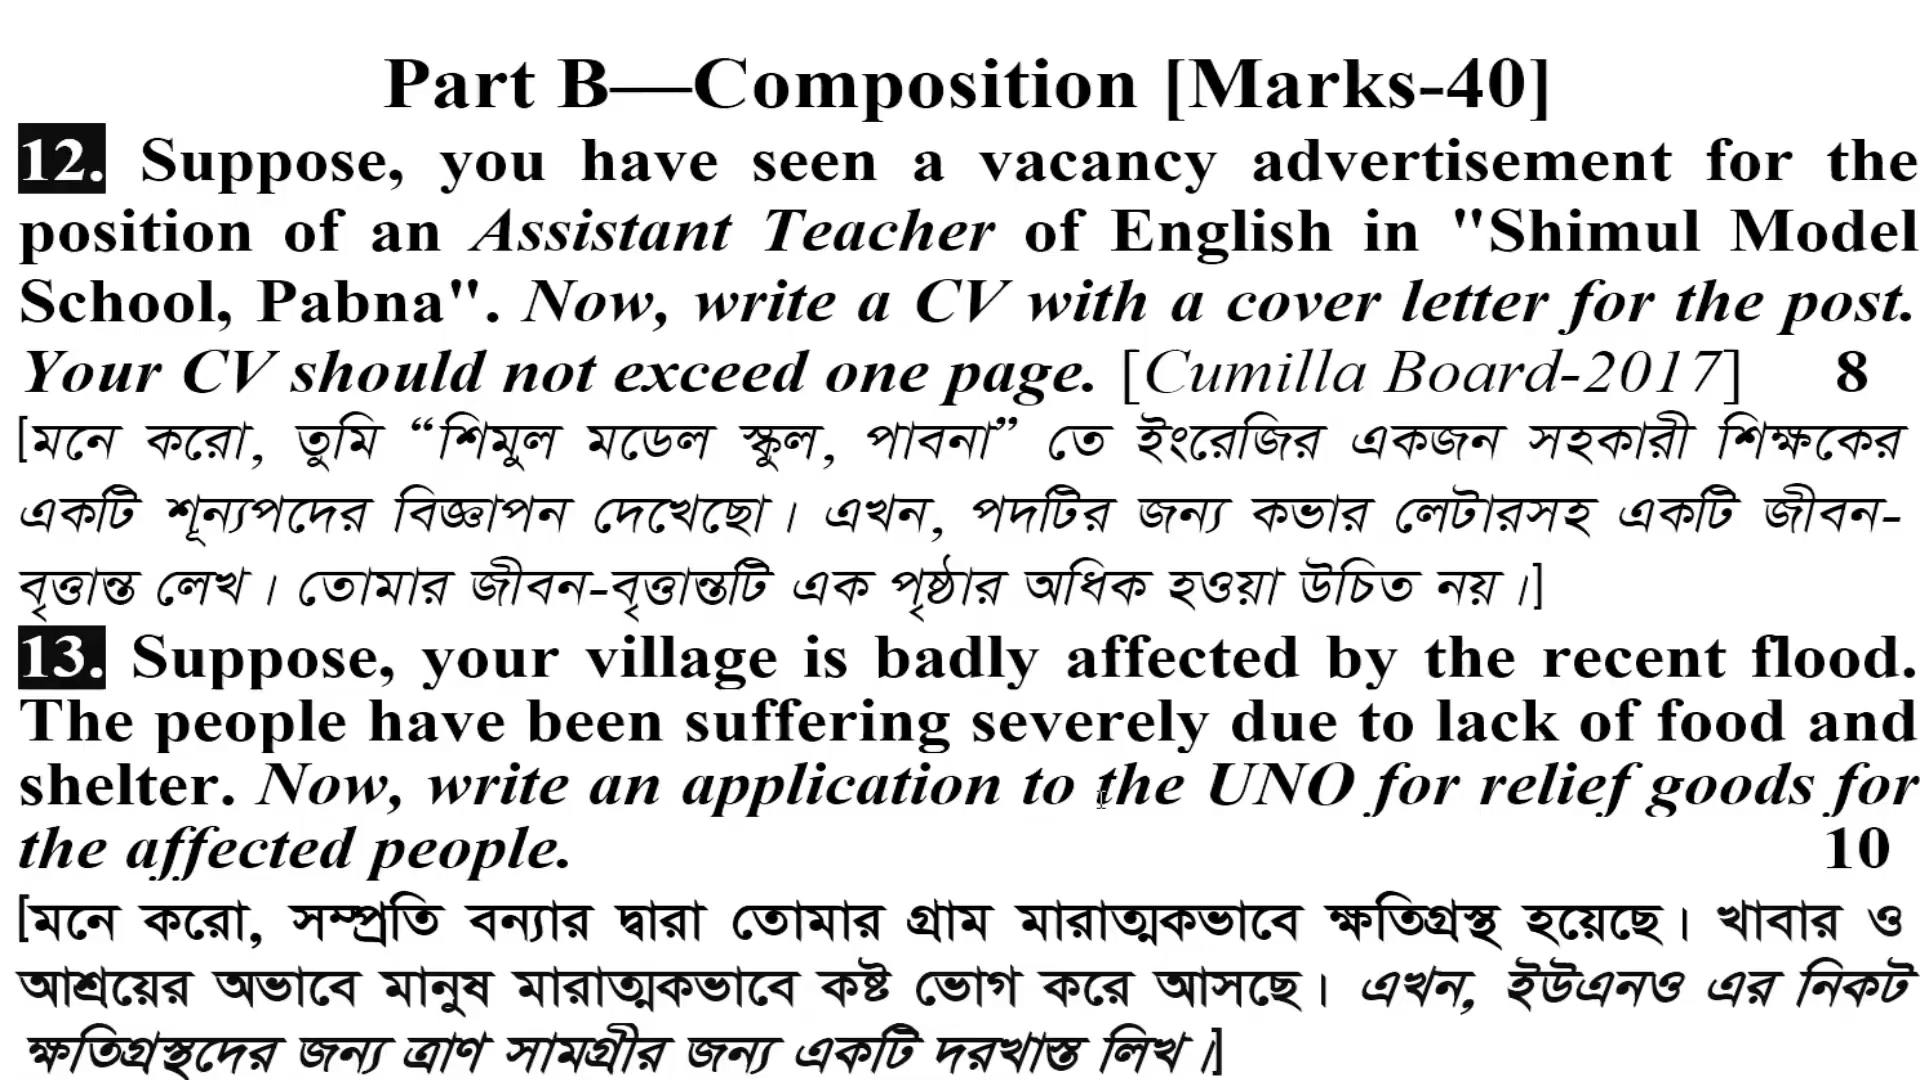 Part B—Composition [Marks-40]
12. Suppose, you have seen a vacancy advertisement for the
position of an Assistant Teacher of English in "Shimul Model
School, Pabna". Now, write a CV with a cover letter for the post.
Your CV should not exceed one page. [Cumilla Board-2017] 8
[মনে করো, তুমি “শিমুল মডেল স্কুল, পাবনা” তে ইংরেজির একজন সহকারী শিক্ষকের
একটি শূন্যপদের বিজ্ঞাপন দেখেছো। এখন, পদটির জন্য কভার লেটারসহ একটি জীবন-
বৃত্তান্ত লেখ। তোমার জীবন-বৃত্তান্তটি এক পৃষ্ঠার অধিক হওয়া উচিত নয়।]
13. Suppose, your village is badly affected by the recent flood.
The people have been suffering severely due to lack of food and
shelter. Now, write an application to the UNO for relief goods for
the affected people. 10
[মনে করো, সম্প্রতি বন্যার দ্বারা তোমার গ্রাম মারাত্মকভাবে ক্ষতিগ্রস্থ হয়েছে। খাবার ও
আশ্রয়ের অভাবে মানুষ মারাত্মকভাবে কষ্ট ভোগ করে আসছে। এখন, ইউএনও এর নিকট
ক্ষতিগ্রস্থদের জন্য ত্রাণ সামগ্রীর জন্য একটি দরখাস্ত লিখ।]